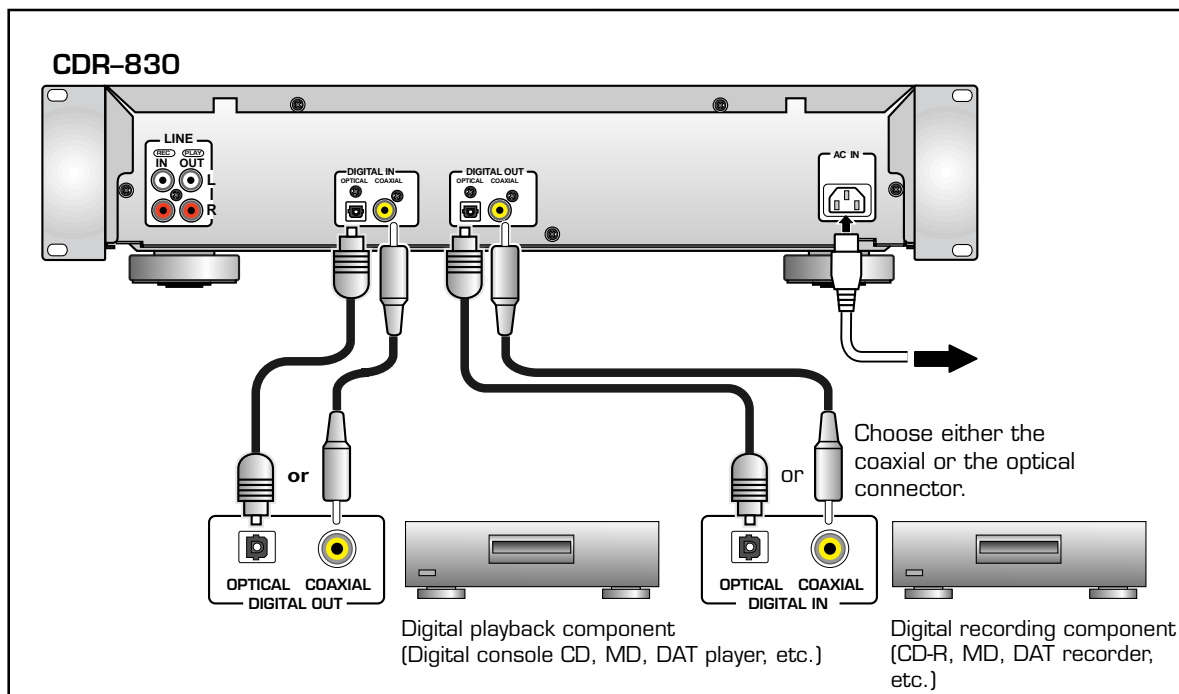 CDR–830
LINE
REC PLAY
IN OUT
L
R
DIGITAL IN
OPTICAL COAXIAL
DIGITAL OUT
OPTICAL COAXIAL
AC IN
or
or
Choose either the
coaxial or the optical
connector.
OPTICAL COAXIAL
DIGITAL OUT
OPTICAL COAXIAL
DIGITAL IN
Digital playback component
(Digital console CD, MD, DAT player, etc.)
Digital recording component
(CD-R, MD, DAT recorder,
etc.)